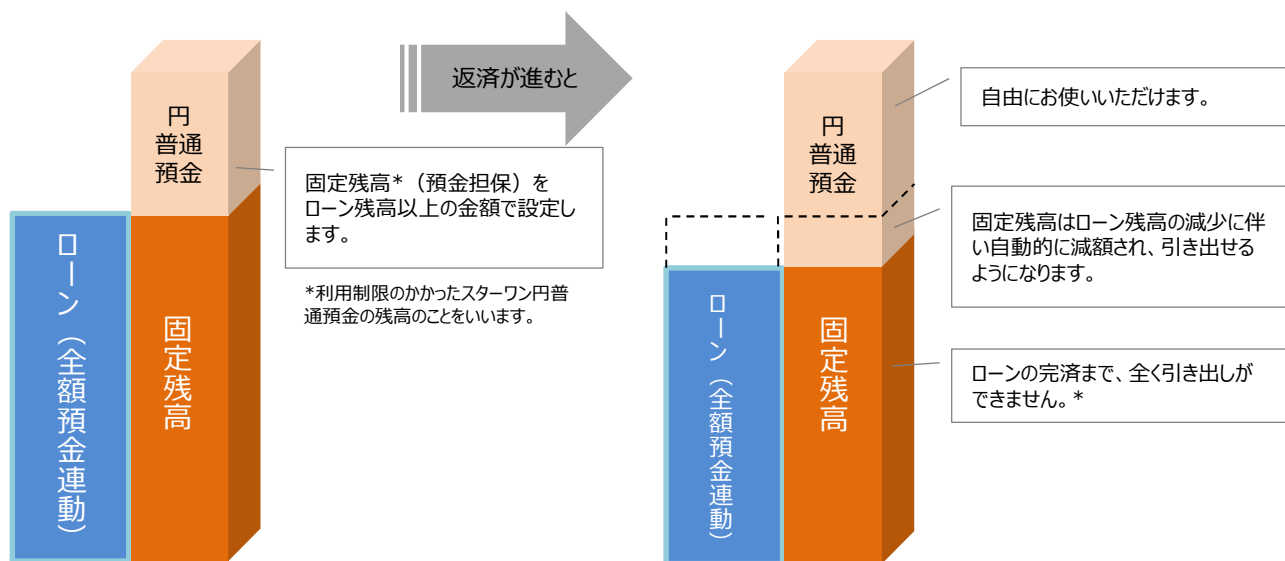 円
普通
預金
ローン（全額預金連動）
固定残高
固定残高*（預金担保）を
ローン残高以上の金額で設定し
ます。
*利用制限のかかったスターワン円普
通預金の残高のことをいいます。
返済が進むと
円
普通
預金
ローン（全額預金連動）
固定残高
自由にお使いいただけます。
固定残高はローン残高の減少に伴
い自動的に減額され、引き出せる
ようになります。
ローンの完済まで、全く引き出しが
できません。*